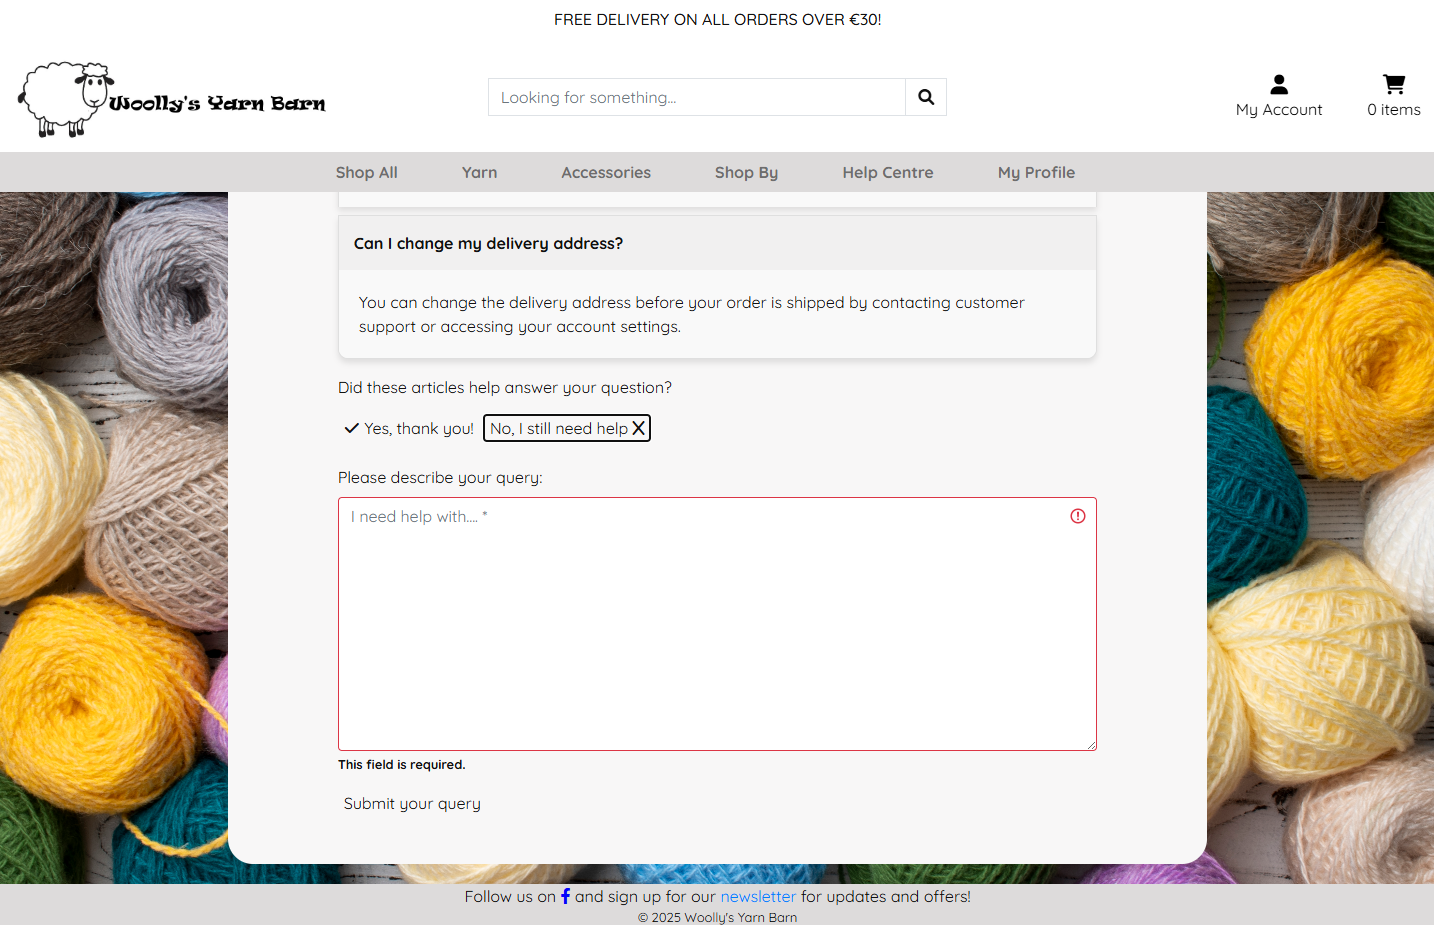 FREE DELIVERY ON ALL ORDERS OVER €30!
Woolly's Yarn Barn
Looking for something...
My Account
0 items
Shop All
Yarn
Accessories
Shop By
Help Centre
My Profile
Can I change my delivery address?
You can change the delivery address before your order is shipped by contacting customer
support or accessing your account settings.
Did these articles help answer your question?
Yes, thank you!
No, I still need help X
Please describe your query:
I need help with.... *
This field is required.
Submit your query
Follow us on f and sign up for our newsletter for updates and offers!
© 2025 Woolly's Yarn Barn